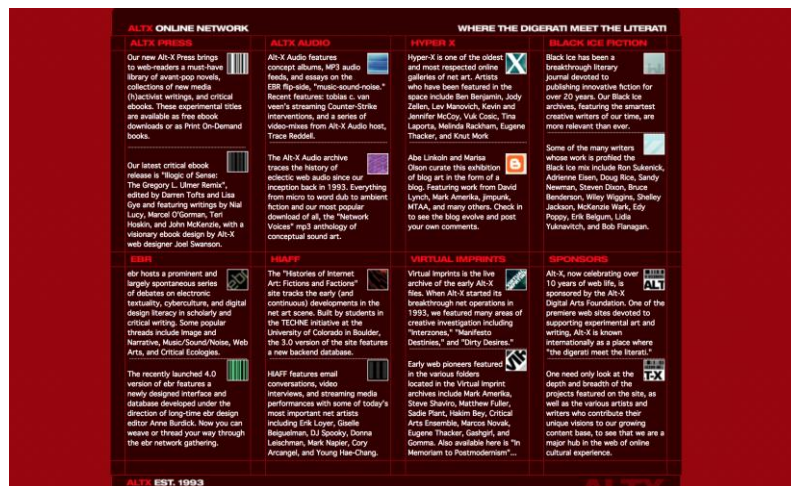 ALTX ONLINE NETWORK
WHERE THE DIGERATI MEET THE LITERATI
ALTX PRESS
Our new Alt-X Press brings
to web-readers a must-have
library of avant-pop novels,
collections of new media
(h)activist writings, and critical
ebooks. These experimental titles
are available as free ebook
downloads or as Print On-Demand
books.
Our latest critical ebook
release is "Illogic of Sense:
The Gregory L. Ulmer Remix",
edited by Darren Tofts and Lisa
Gye and featuring writings by Nial
Lucy, Marcel O'Gorman, Teri
Hoskin, and John McKenzie, with a
visionary ebook design by Alt-X
web designer Joel Swanson.
ALTX AUDIO
Alt-X Audio features
concept albums, MP3 audio
feeds, and essays on the
EBR flip-side, "music-sound-noise."
Recent features: tobias c. van
veen's streaming Counter-Strike
interventions, and a series of
video-mixes from Alt-X Audio host,
Trace Reddell.
The Alt-X Audio archive
traces the history of
eclectic web audio since our
inception back in 1993. Everything
from micro to word dub to ambient
fiction and our most popular
download of all, the "Network
Voices" mp3 anthology of
conceptual sound art.
HYPER X
Hyper-X is one of the oldest
and most respected online
galleries of net art. Artists
who have been featured in the
space include Ben Benjamin, Jody
Zellen, Lev Manovich, Kevin and
Jennifer McCoy, Vuk Cosic, Tina
Laporta, Melinda Rackham, Eugene
Thacker, and Knut Mork
Abe Linkoln and Marisa
Olson curate this exhibition
of blog art in the form of a
blog. Featuring work from David
Lynch, Mark Amerika, jimpunk,
MTAA, and many others. Check in
to see the blog evolve and post
your own comments.
BLACK ICE FICTION
Black Ice has been a
breakthrough literary
journal devoted to
publishing innovative fiction for
over 20 years. Our Black Ice
archives, featuring the smartest
creative writers of our time, are
more relevant than ever.
Some of the many writers
whose work is profiled the
Black Ice mix include Ron Sukenick,
Adrienne Eisen, Doug Rice, Sandy
Newman, Steven Dixon, Bruce
Benderson, Wiley Wiggins, Shelley
Jackson, McKenzie Wark, Edy
Poppy, Erik Belgum, Lidia
Yuknavitch, and Bob Flanagan.
EBR
ebr hosts a prominent and
largely spontaneous series
of debates on electronic
textuality, cyberculture, and digital
design literacy in scholarly and
critical writing. Some popular
threads include Image and
Narrative, Music/Sound/Noise, Web
Arts, and Critical Ecologies.
The recently launched 4.0
version of ebr features a
newly designed interface and
database developed under the
direction of long-time ebr design
editor Anne Burdick. Now you can
weave or thread your way through
the ebr network gathering.
HIAFF
The "Histories of Internet
Art: Fictions and Factions"
site tracks the early (and
continuous) developments in the
net art scene. Built by students in
the TECHNE initiative at the
University of Colorado in Boulder,
the 3.0 version of the site features
a new backend database.
HIAFF features email
conversations, video
interviews, and streaming media
performances with some of today's
most important net artists
including Erik Loyer, Giselle
Beiguelman, DJ Spooky, Donna
Leischman, Mark Napier, Cory
Arcangel, and Young Hae-Chang.
VIRTUAL IMPRINTS
Virtual Imprints is the live
archive of the early Alt-X
files. When Alt-X started its
breakthrough net operations in
1993, we featured many areas of
creative investigation including
"Interzones," "Manifesto
Destinies," and "Dirty Desires."
Early web pioneers featured
in the various folders
located in the Virtual Imprint
archives include Mark Amerika,
Steve Shaviro, Matthew Fuller,
Sadie Plant, Hakim Bey, Critical
Arts Ensemble, Marcos Novak,
Eugene Thacker, Gashgirl, and
Gomma. Also available here is "In
Memoriam to Postmodernism"...
SPONSORS
Alt-X, now celebrating over
10 years of web life, is
sponsored by the Alt-X
Digital Arts Foundation. One of the
premiere web sites devoted to
supporting experimental art and
writing, Alt-X is known
internationally as a place where
"the digerati meet the literati."
ALT
One need only look at the
depth and breadth of the
projects featured on the site, as
well as the various artists and
writers who contribute their
unique visions to our growing
content base, to see that we are a
major hub in the web of online
cultural experience.
T-X
ALTX EST. 1993